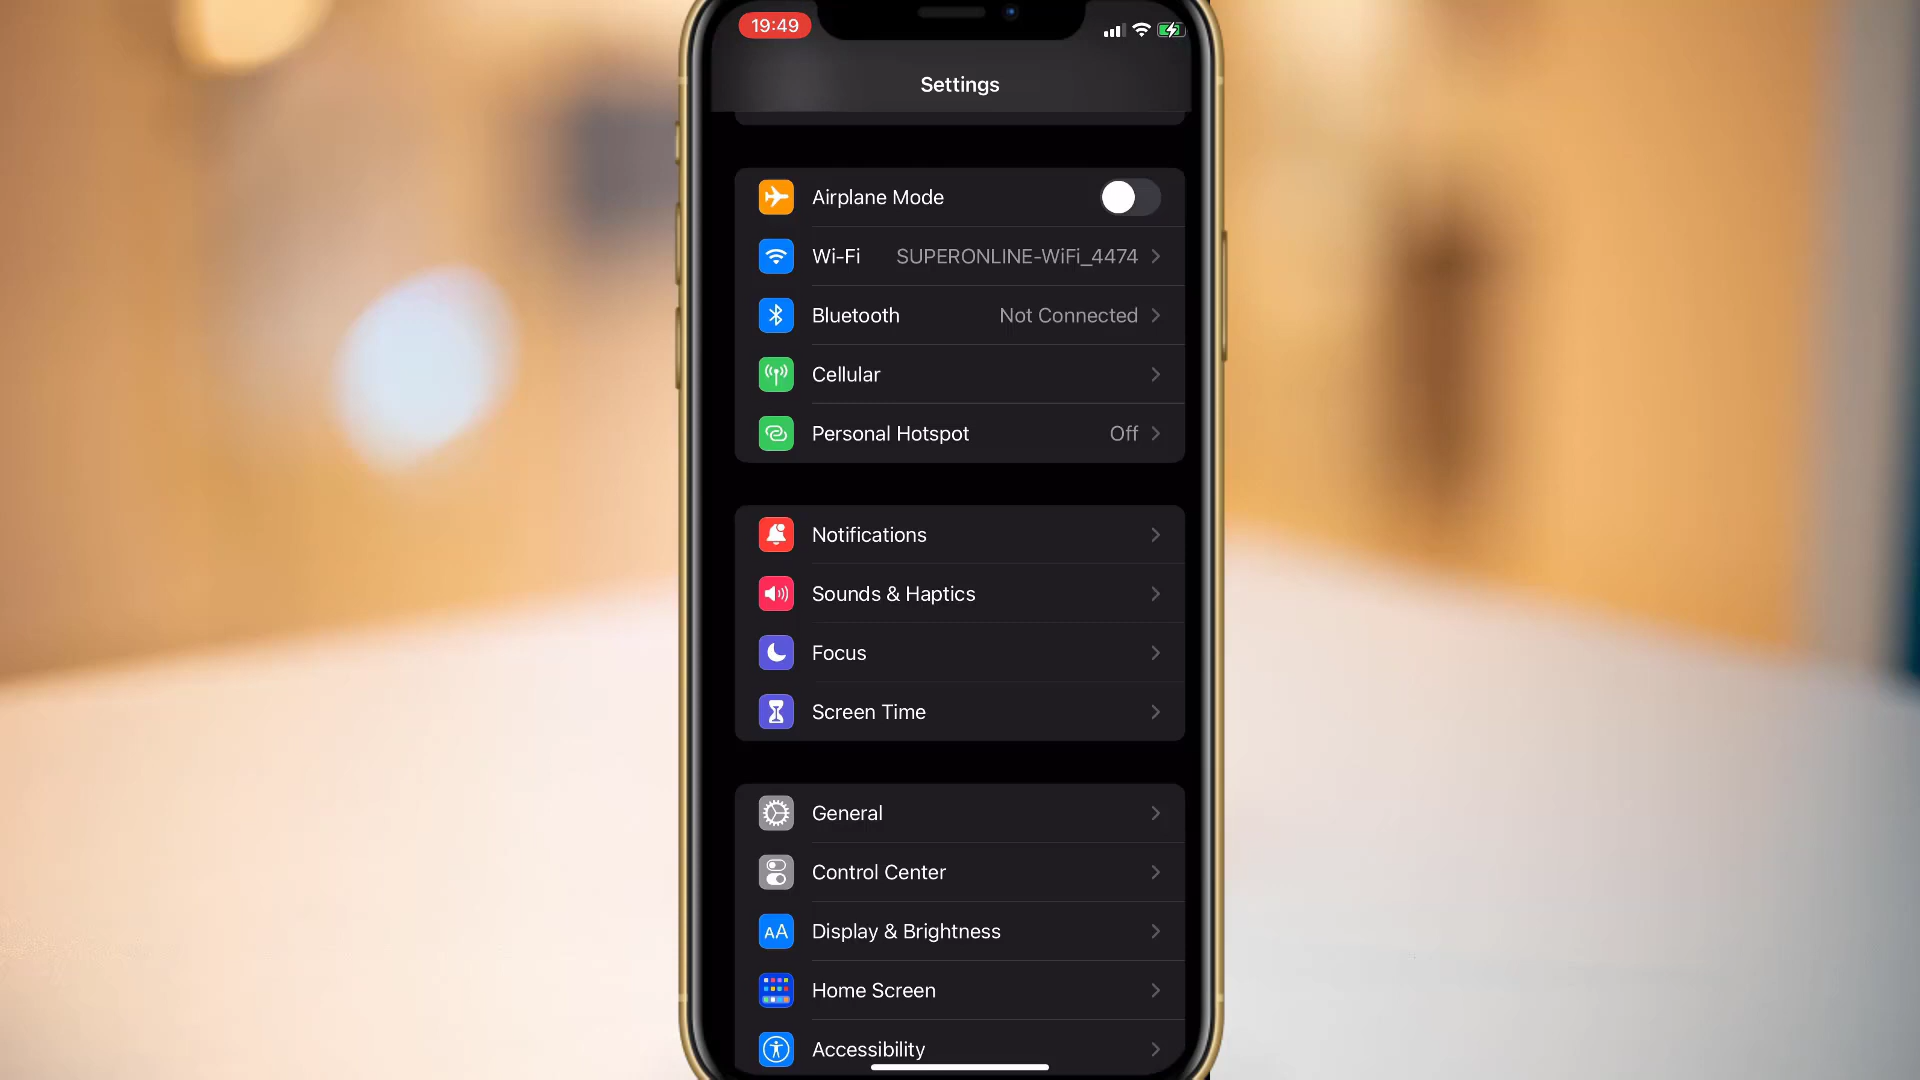 19:49
Settings
Airplane Mode
Wi-Fi SUPERONLINE-WiFi_4474
Bluetooth Not Connected
Cellular
Personal Hotspot Off
Notifications
Sounds & Haptics
Focus
Screen Time
General
Control Center
AA Display & Brightness
Home Screen
Accessibility